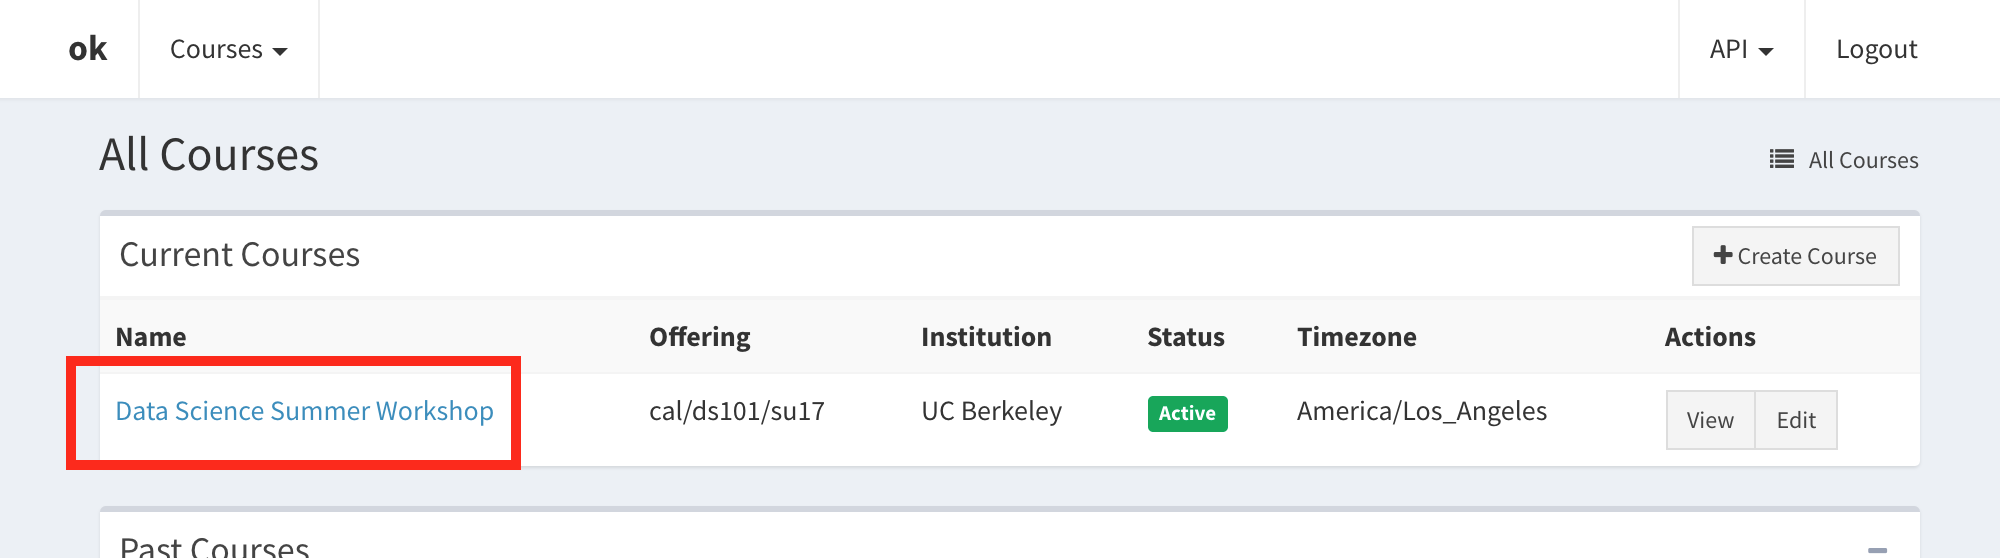 ok Courses API Logout
All Courses All Courses
Current Courses Create Course
Name Offering Institution Status Timezone Actions
Data Science Summer Workshop cal/ds101/su17 UC Berkeley Active America/Los_Angeles View Edit
Past Courses